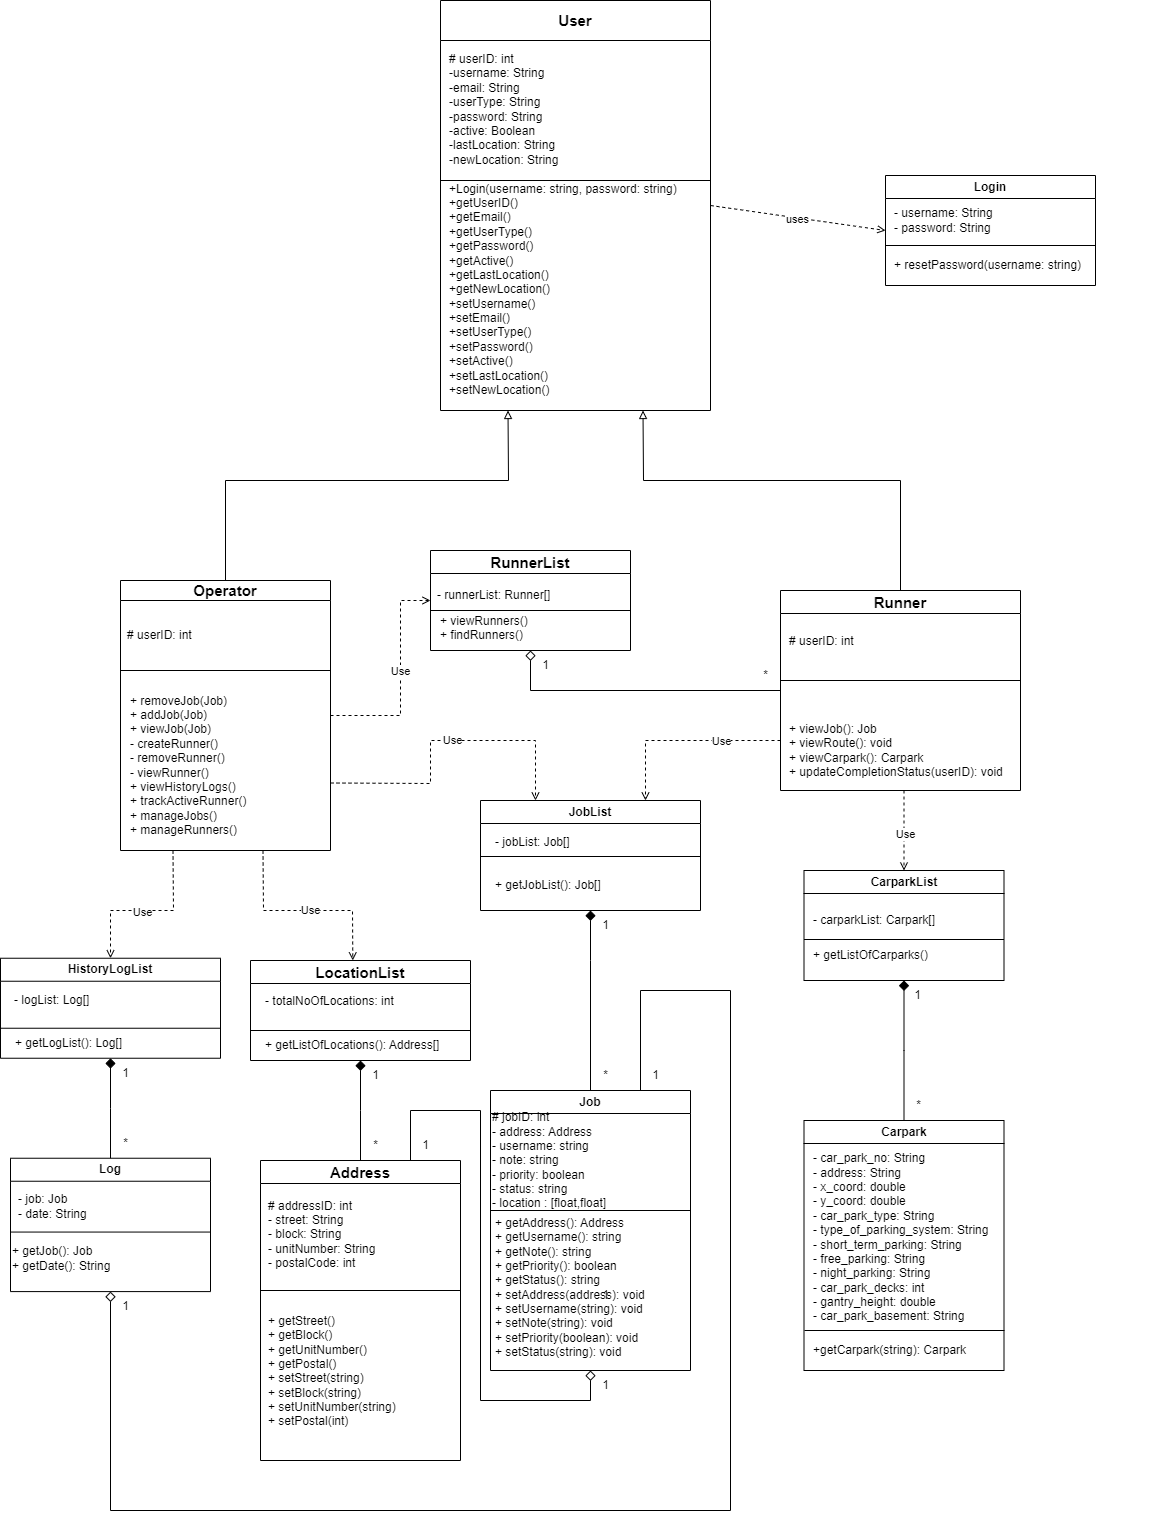 User
# userID: int
-username: String
-email: String
-userType: String
-password: String
-active: Boolean
-lastLocation: String
-newLocation: String
+Login(username: string, password: string)
+getUserID()
+getEmail()
+getUserType()
+getPassword()
+getActive()
+getLastLocation()
+getNewLocation()
+setUsername()
+setEmail()
+setUserType()
+setPassword()
+setActive()
+setLastLocation()
+setNewLocation()
uses
Login
- username: String
- password: String
+ resetPassword(username: string)
Operator
# userID: int
+ removeJob(Job)
+ addJob(Job)
+ viewJob(Job)
- createRunner()
- removeRunner()
- viewRunner()
+ viewHistoryLogs()
+ trackActiveRunner()
+ manageJobs()
+ manageRunners()
Use
RunnerList
- runnerList: Runner[]
+ viewRunners()
+ findRunners()
1
*
Runner
# userID: int
+ viewJob(): Job
+ viewRoute(): void
+ viewCarpark(): Carpark
+ updateCompletionStatus(userID): void
Use
Use
Use
JobList
- jobList: Job[]
+ getJobList(): Job[]
1
*
CarparkList
- carparkList: Carpark[]
+ getListOfCarparks()
1
*
Use
Use
HistoryLogList
- logList: Log[]
+ getLogList(): Log[]
1
*
LocationList
- totalNoOfLocations: int
+ getListOfLocations(): Address[]
1
*
1
1
Log
- job: Job
- date: String
+ getJob(): Job
+ getDate(): String
1
Address
# addressID: int
- street: String
- block: String
- unitNumber: String
- postalCode: int
+ getStreet()
+ getBlock()
+ getUnitNumber()
+ getPostal()
+ setStreet(string)
+ setBlock(string)
+ setUnitNumber(string)
+ setPostal(int)
Job
# jobID: int
- address: Address
- username: string
- note: string
- priority: boolean
- status: string
- location : [float,float]
+ getAddress(): Address
+ getUsername(): string
+ getNote(): string
+ getPriority(): boolean
+ getStatus(): string
+ setAddress(address): void
+ setUsername(string): void
+ setNote(string): void
+ setPriority(boolean): void
+ setStatus(string): void
1
Carpark
- car_park_no: String
- address: String
- x_coord: double
- y_coord: double
- car_park_type: String
- type_of_parking_system: String
- short_term_parking: String
- free_parking: String
- night_parking: String
- car_park_decks: int
- gantry_height: double
- car_park_basement: String
+getCarpark(string): Carpark